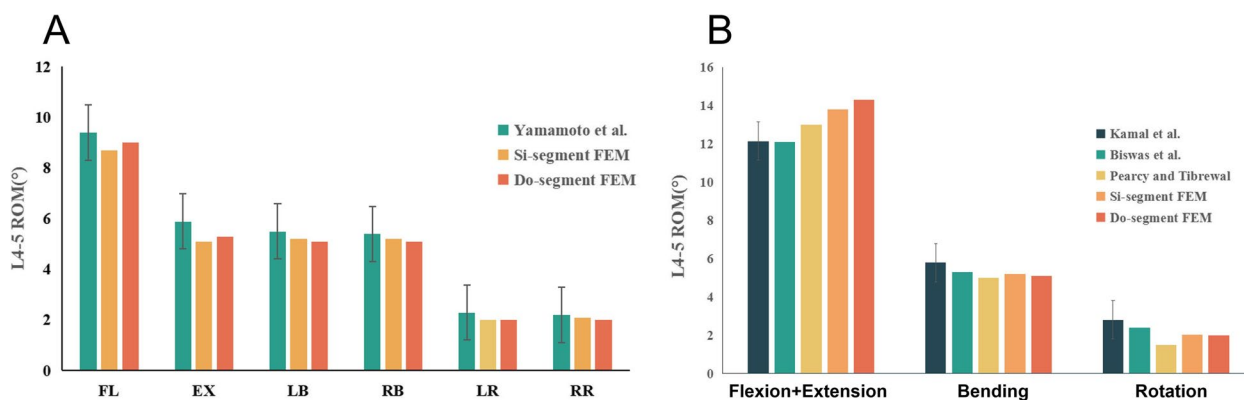 A
L4-5 ROM(°)
12
10
8
6
4
2
0
FL EX LB RB LR RR
Yamamoto et al.
Si-segment FEM
Do-segment FEM
B
L4-5 ROM(°)
16
14
12
10
8
6
4
2
0
Flexion+Extension Bending Rotation
Kamal et al.
Biswas et al.
Pearcy and Tibrewal
Si-segment FEM
Do-segment FEM